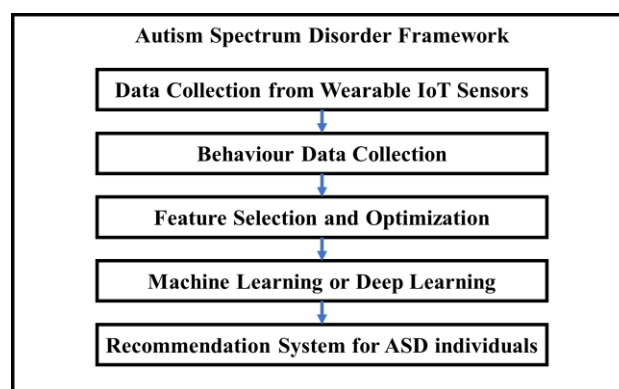 Autism Spectrum Disorder Framework
Data Collection from Wearable IoT Sensors
Behaviour Data Collection
Feature Selection and Optimization
Machine Learning or Deep Learning
Recommendation System for ASD individuals